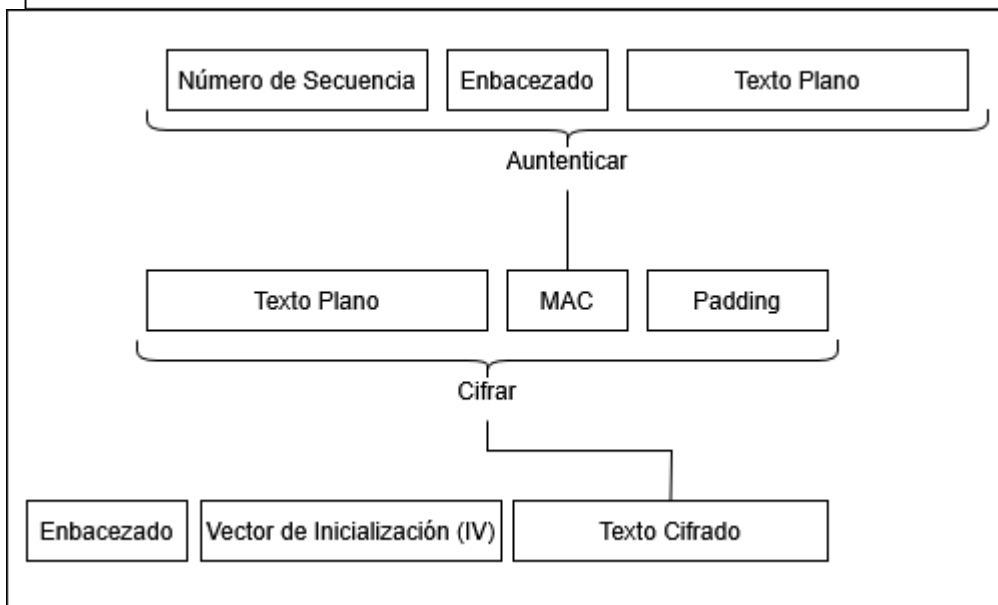 Número de Secuencia Enbacezado Texto Plano
Auntenticar
Texto Plano MAC Padding
Cifrar
Enbacezado Vector de Inicialización (IV) Texto Cifrado